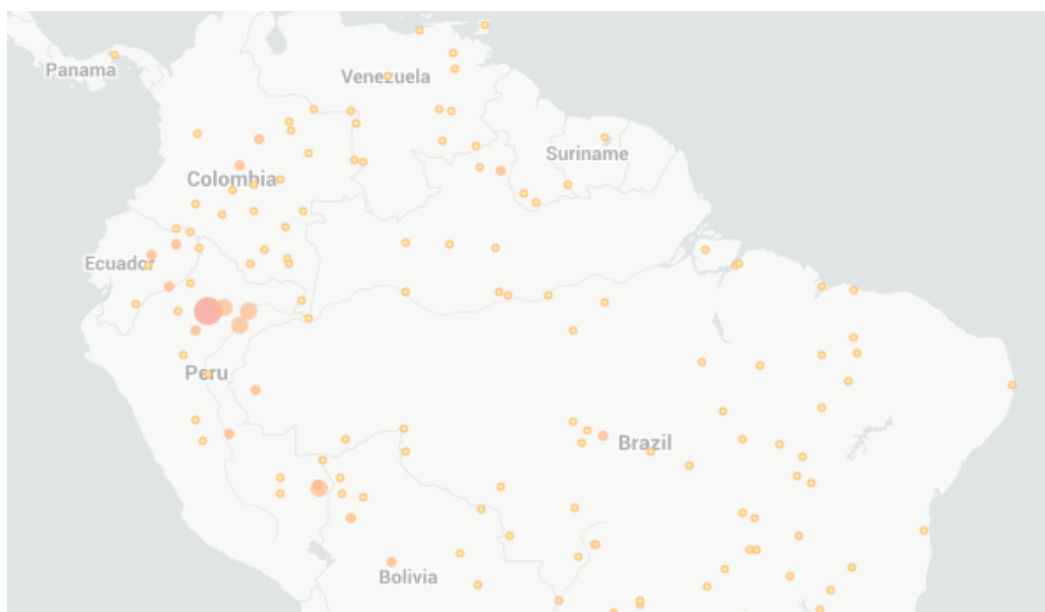 Panama
Venezuela
Suriname
Colombia
Ecuador
Peru
Brazil
Bolivia